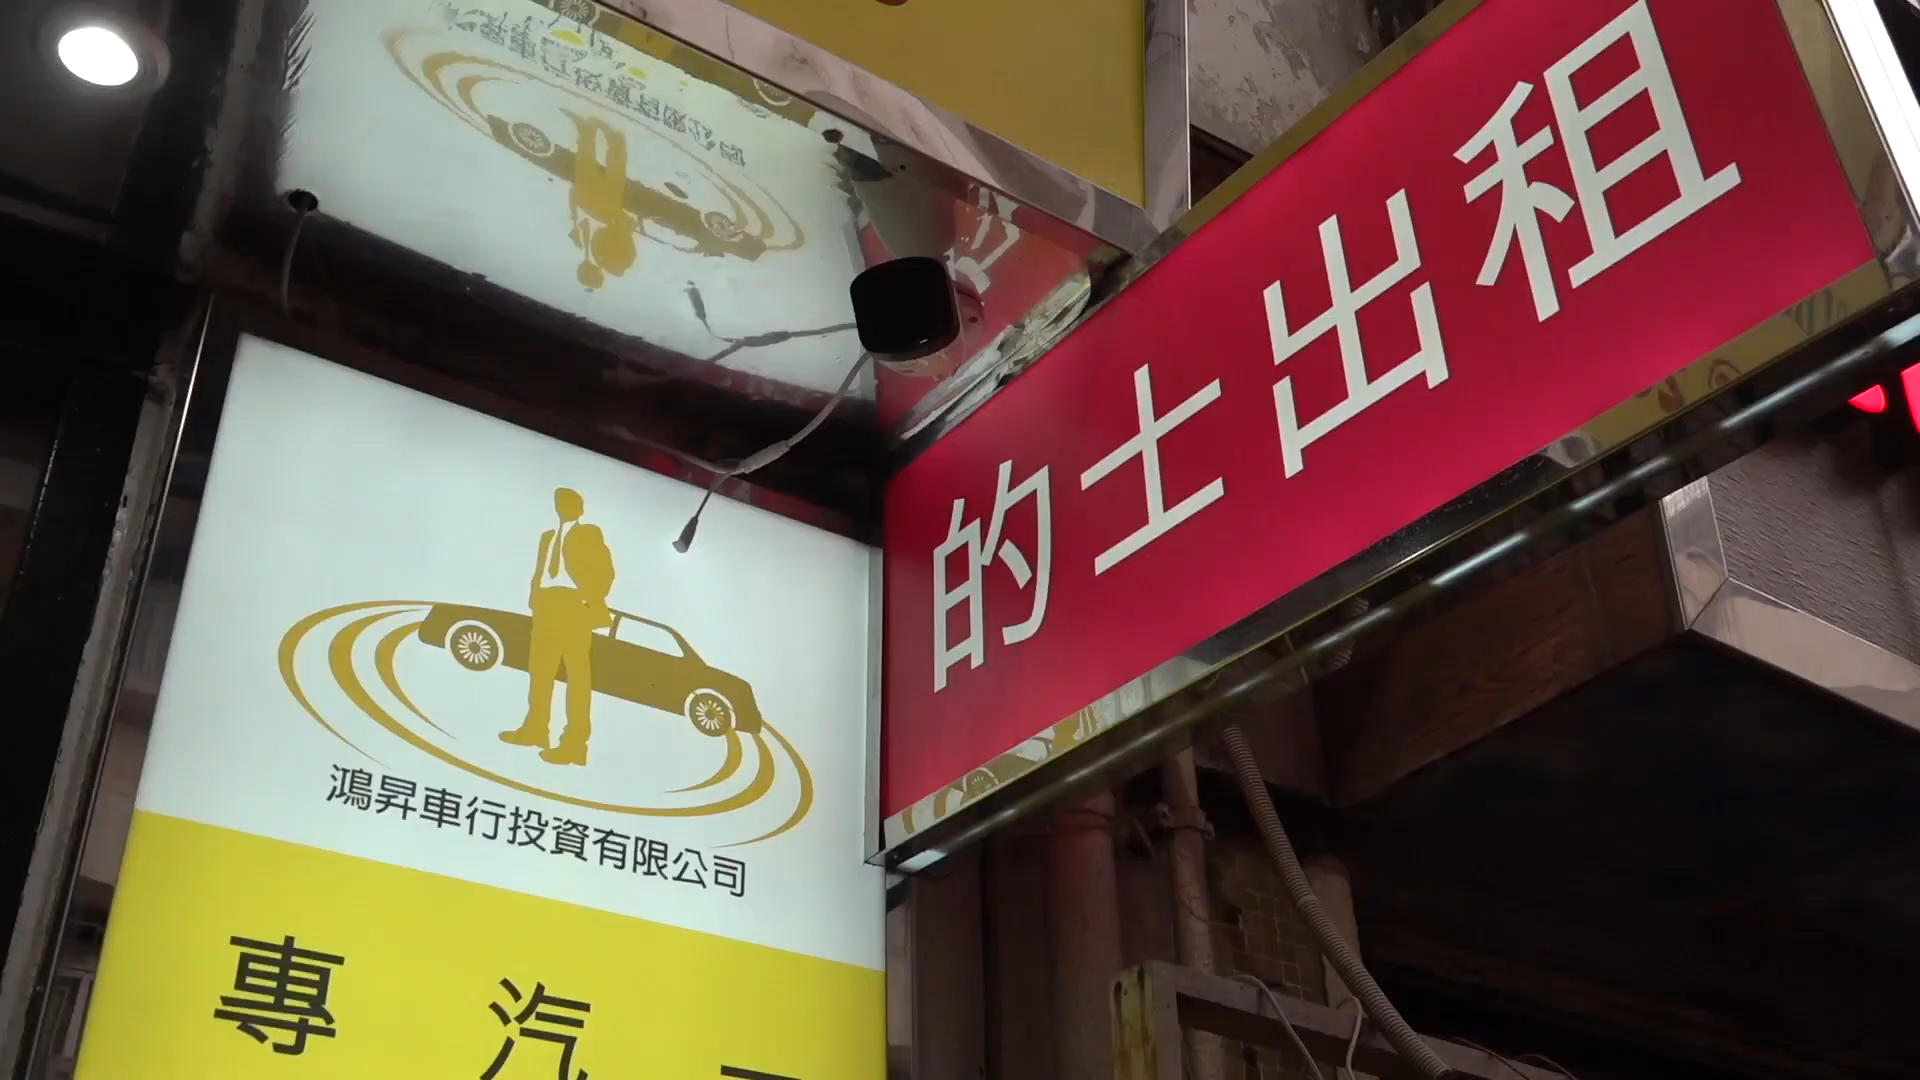 的士出租
鴻昇車行投資有限公司
專 汽